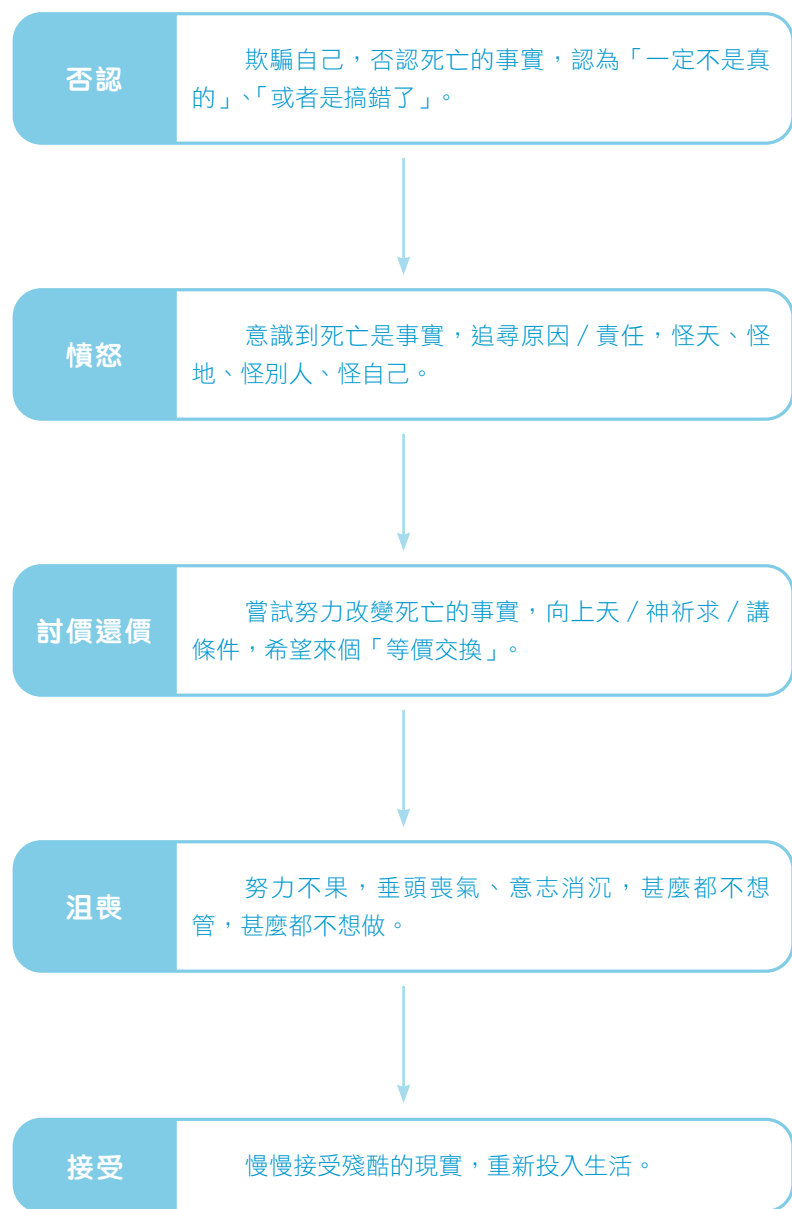 否認
欺騙自己，否認死亡的事實，認為「一定不是真
的」、「或者是搞錯了」。
憤怒
意識到死亡是事實，追尋原因／責任，怪天、怪
地、怪別人、怪自己。
討價還價
嘗試努力改變死亡的事實，向上天／神祈求／講
條件，希望來個「等價交換」。
沮喪
努力不果，垂頭喪氣、意志消沉，甚麼都不想
管，甚麼都不想做。
接受
慢慢接受殘酷的現實，重新投入生活。